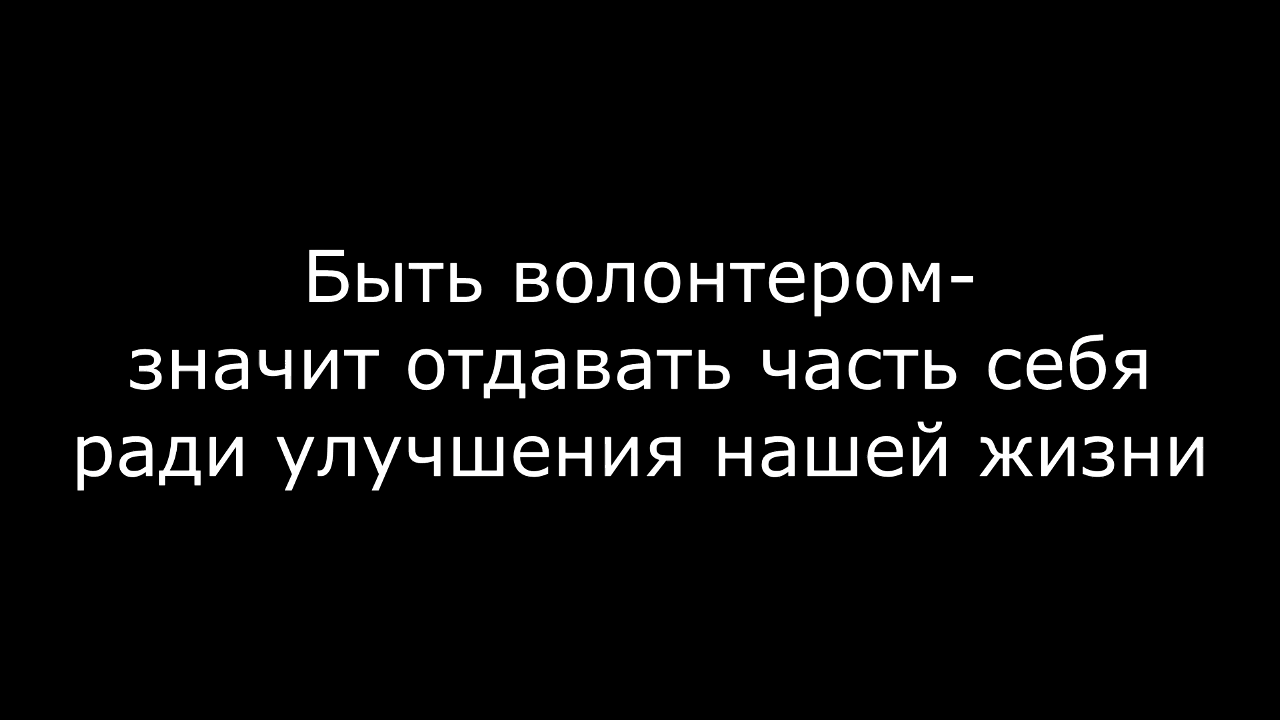 Быть волонтером-
значит отдавать часть себя
ради улучшения нашей жизни